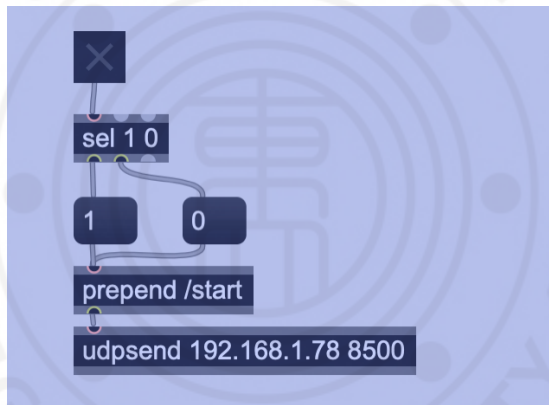 sel 1 0
1
0
prepend /start
udpsend 192.168.1.78 8500